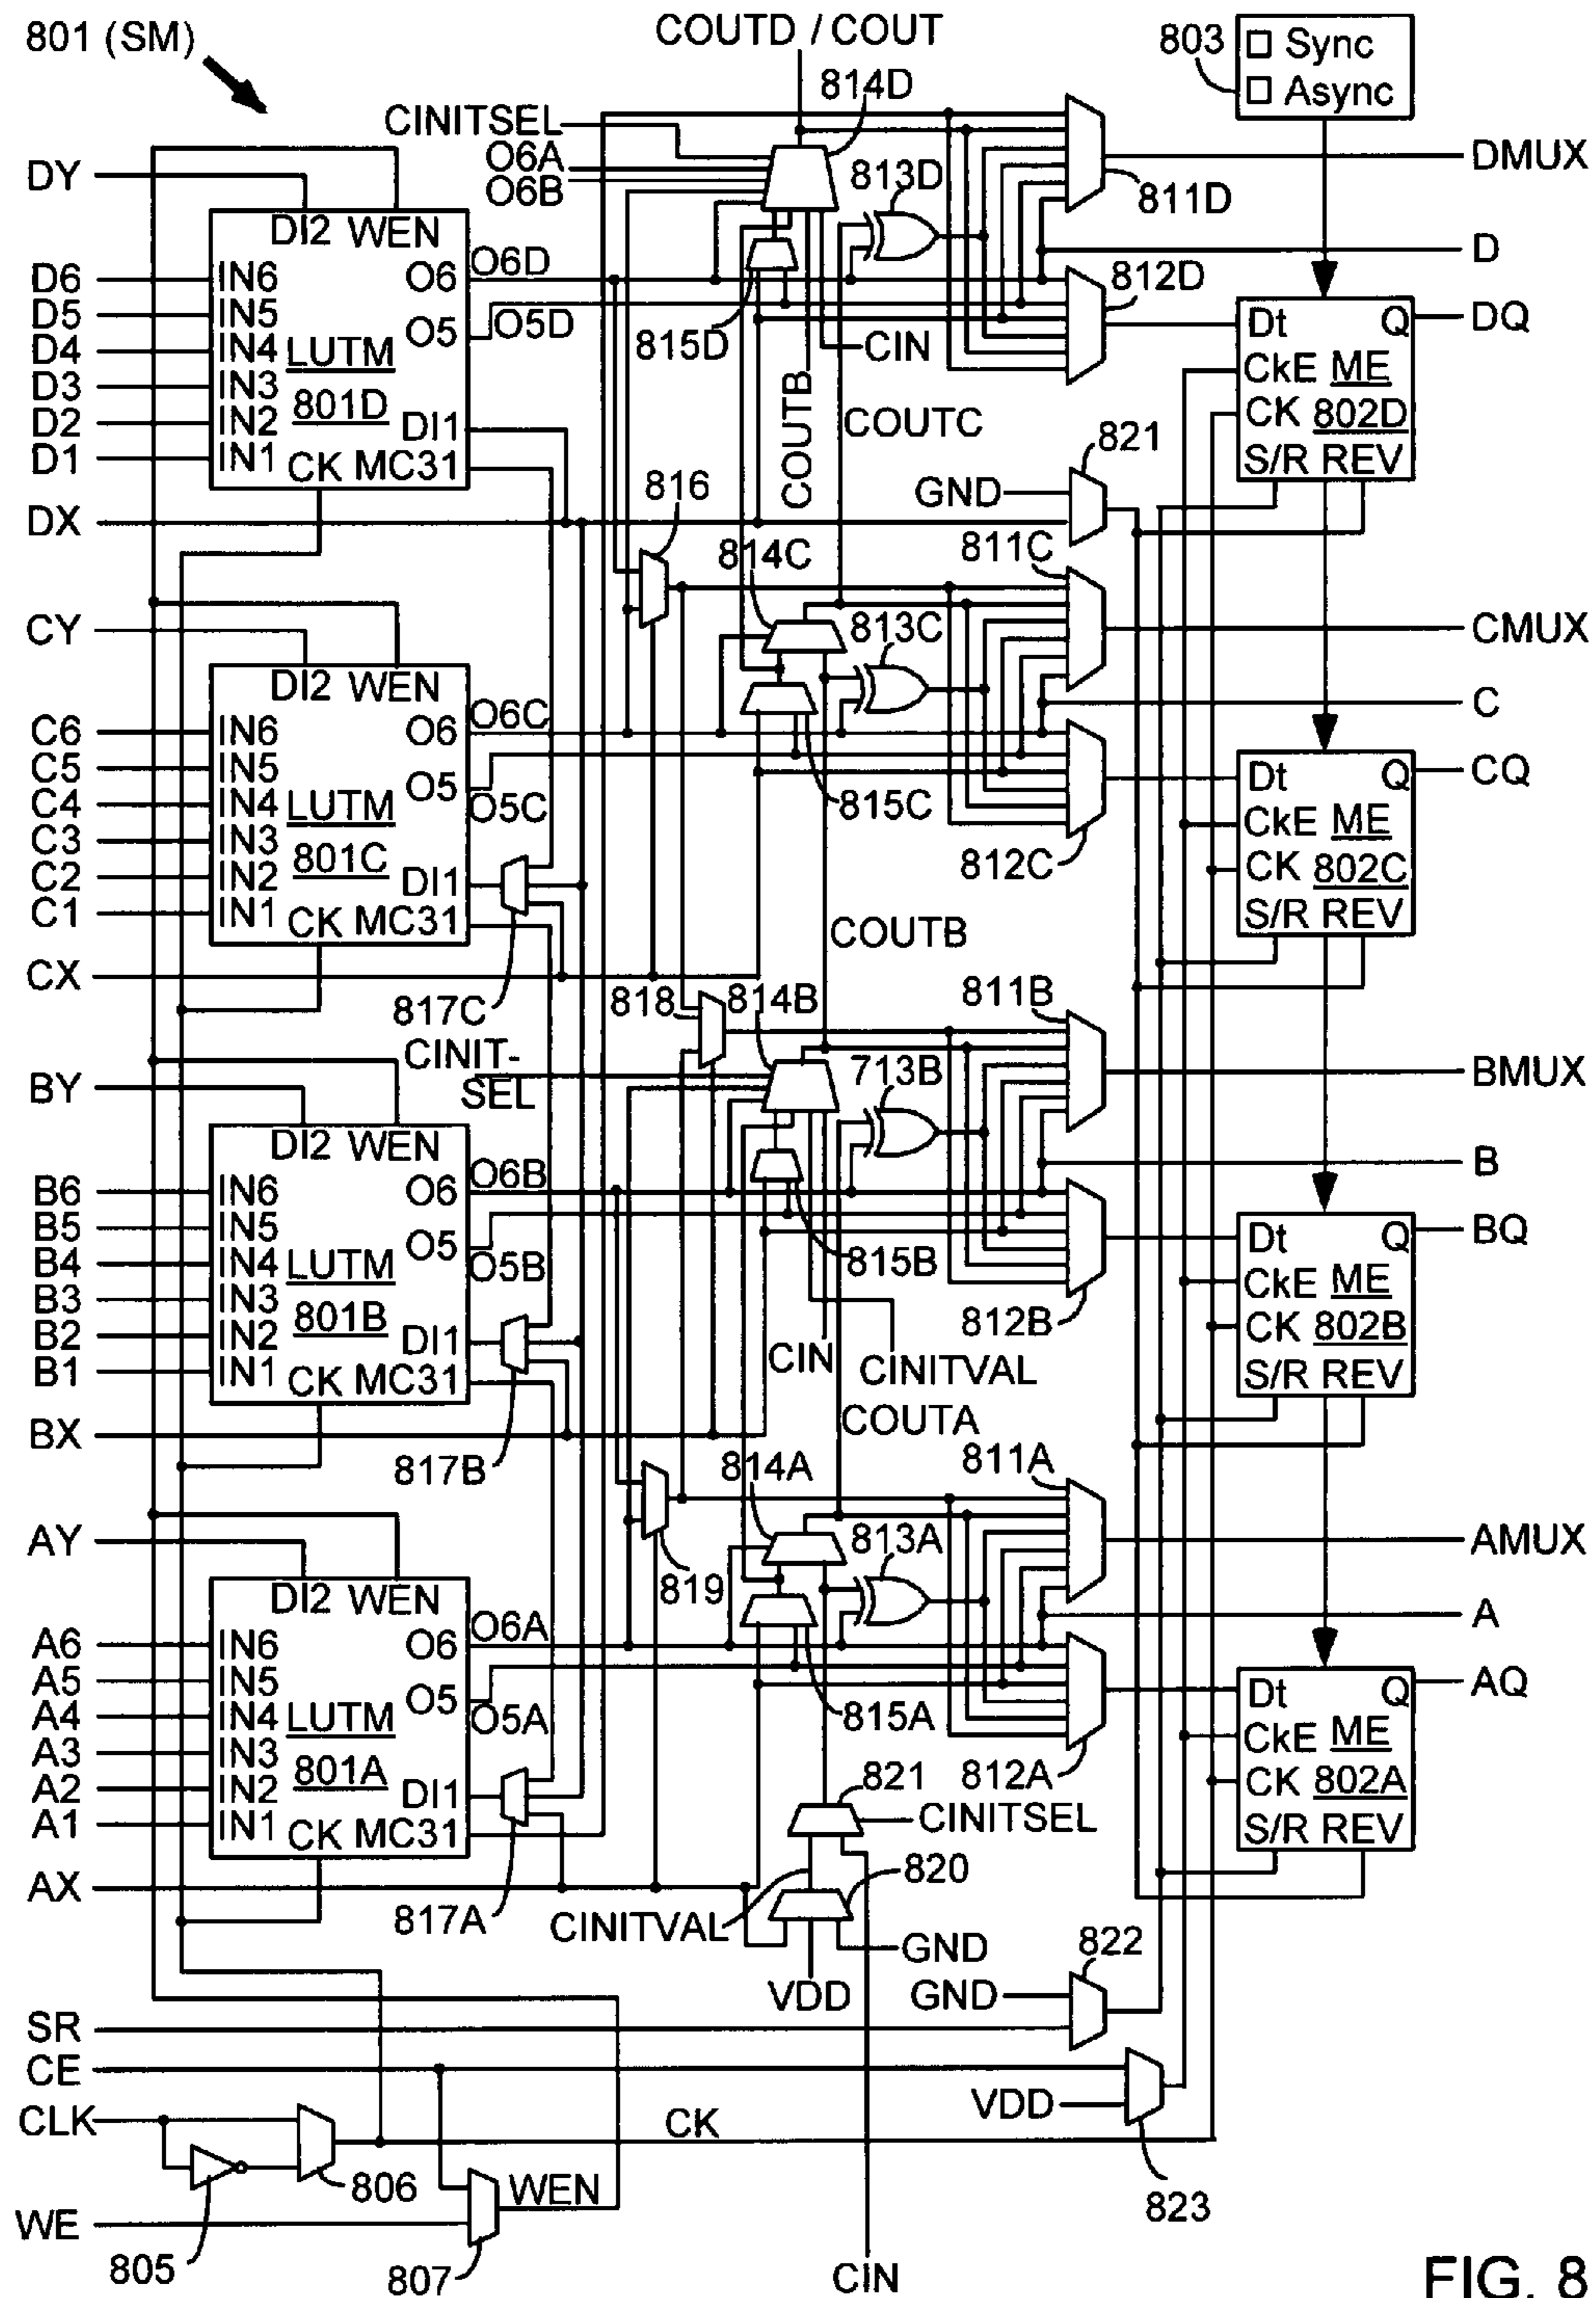 801 (SM)
COUTD / COUT
803
Sync
Async
814D
CINITSEL
O6A
O6B
813D
DMUX
811D
DY
DI2 WEN
D6
D5
D4
D3
D2
D1
IN6
IN5
IN4
IN3
IN2
IN1
LUTM
801D
O6
O5
DI1
CK MC31
O6D
O5D
815D
CIN
COUTB
COUTC
812D
D
Dt
Q
CkE ME
CK 802D
S/R REV
DQ
821
GND
DX
816
814C
811C
813C
CMUX
CY
DI2 WEN
C6
C5
C4
C3
C2
C1
IN6
IN5
IN4
IN3
IN2
IN1
LUTM
801C
O6
O5
DI1
CK MC31
O6C
O5C
815C
812C
C
Dt
Q
CkE ME
CK 802C
S/R REV
CQ
COUTB
CX
817C
818
814B
811B
CINIT-
SEL
713B
BMUX
BY
DI2 WEN
B6
B5
B4
B3
B2
B1
IN6
IN5
IN4
IN3
IN2
IN1
LUTM
801B
O6
O5
DI1
CK MC31
O6B
O5B
815B
812B
B
Dt
Q
CkE ME
CK 802B
S/R REV
BQ
CIN
CINITVAL
COUTA
BX
817B
814A
811A
813A
819
AMUX
AY
DI2 WEN
A6
A5
A4
A3
A2
A1
IN6
IN5
IN4
IN3
IN2
IN1
LUTM
801A
O6
O5
DI1
CK MC31
O6A
O5A
815A
812A
A
Dt
Q
CkE ME
CK 802A
S/R REV
AQ
821
CINITSEL
820
AX
817A
CINITVAL
GND
VDD
822
GND
SR
CE
VDD
CLK
CK
806
WEN
823
WE
805
807
CIN
FIG. 8